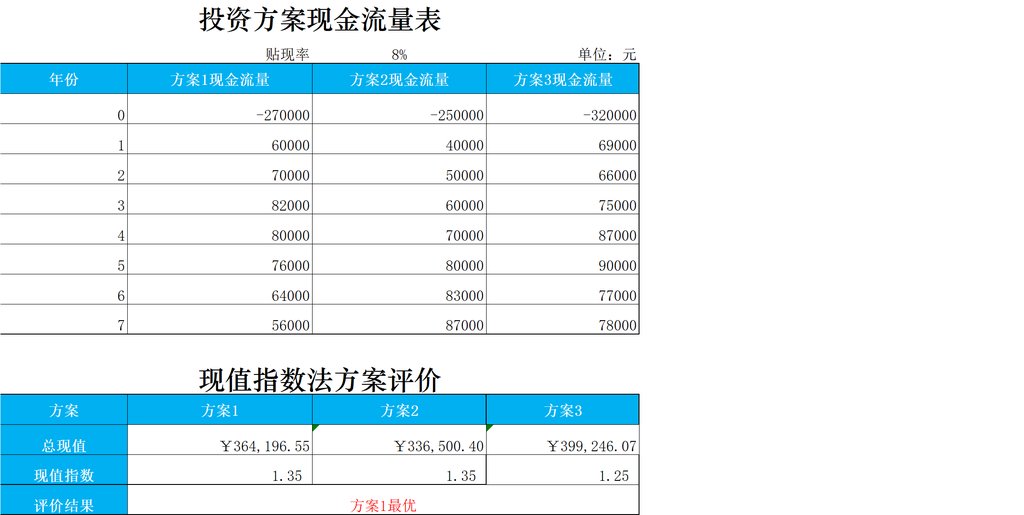 投资方案现金流量表
贴现率 8% 单位：元
年份 方案1现金流量 方案2现金流量 方案3现金流量
0 -270000 -250000 -320000
1 60000 40000 69000
2 70000 50000 66000
3 82000 60000 75000
4 80000 70000 87000
5 76000 80000 90000
6 64000 83000 77000
7 56000 87000 78000
现值指数法方案评价
方案 方案1 方案2 方案3
总现值 ￥364,196.55 ￥336,500.40 ￥399,246.07
现值指数 1.35 1.35 1.25
评价结果 方案1最优